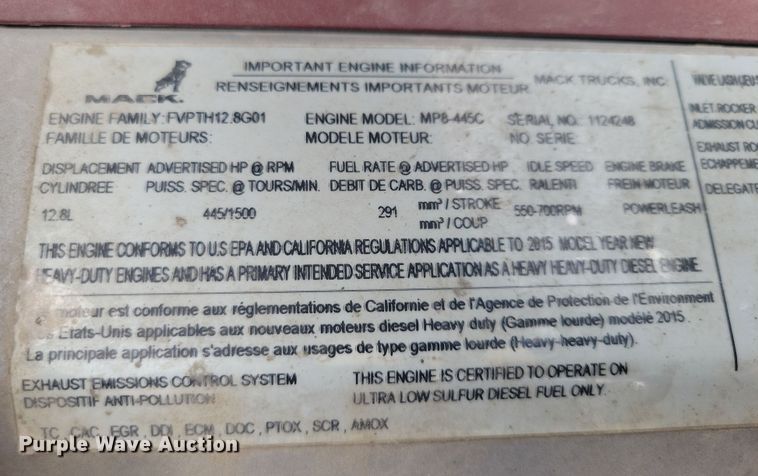 IMPORTANT ENGINE INFORMATION
RENSEIGNEMENTS IMPORTANTS MOTEUR
MACK TRUCKS, INC.
MACK.
ENGINE FAMILY:FVPTH12.8G01 ENGINE MODEL: MP8-445C SERIAL NO. 1124248
FAMILLE DE MOTEURS: MODELE MOTEUR: NO SERIE:
DISPLACEMENT ADVERTISED HP @ RPM FUEL RATE @ ADVERTISED HP IDLE SPEED ENGINE BRAKE
CYLINDREE PUISS. SPEC. @ TOURS/MIN. DEBIT DE CARB. @ PUISS. SPEC. RALENTI FREIN MOTEUR
12.8L 445/1500 291 mm³ / STROKE 550-700RPM POWERLEASH
mm³ / COUP
THIS ENGINE CONFORMS TO U.S EPA AND CALIFORNIA REGULATIONS APPLICABLE TO 2015 MODEL YEAR NEW
HEAVY-DUTY ENGINES AND HAS A PRIMARY INTENDED SERVICE APPLICATION AS A HEAVY HEAVY-DUTY DIESEL ENGINE.
moteur est conforme aux réglementations de Californie et de l'Agence de Protection de l'Environment
Etats-Unis applicables aux nouveaux moteurs diesel Heavy duty (Gamme lourde) modèle 2015.
La principale application s'adresse aux usages de type gamme lourde (Heavy-heavy-duty).
EXHAUST EMISSIONS CONTROL SYSTEM
DISPOSITIF ANTI-POLLUTION
THIS ENGINE IS CERTIFIED TO OPERATE ON
ULTRA LOW SULFUR DIESEL FUEL ONLY.
TC, CAC, EGR, DDI, ECM, DOC, PTOX, SCR, AMOX
INLET ROCKER
EXHAUST
DELEGATE
Purple Wave Auction